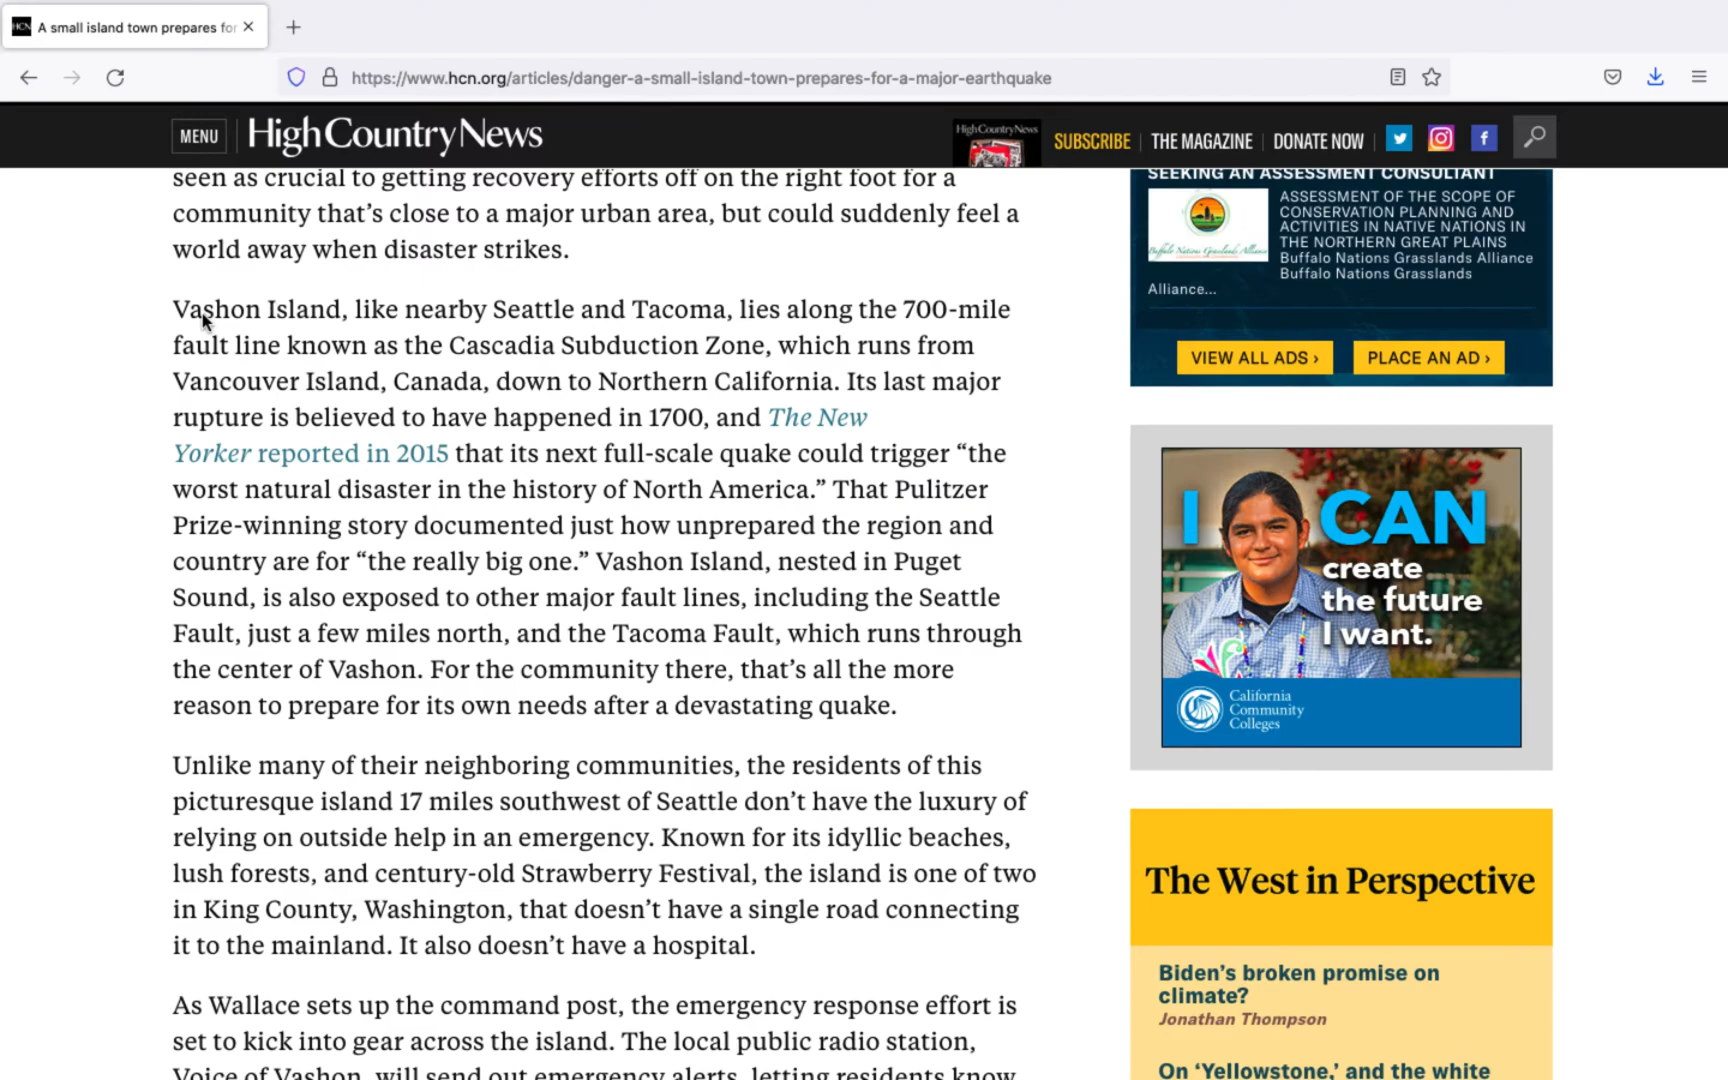 HCN A small island town prepares for
https://www.hcn.org/articles/danger-a-small-island-town-prepares-for-a-major-earthquake
MENU
High Country News
High Country News
SUBSCRIBE
THE MAGAZINE
DONATE NOW
seen as crucial to getting recovery efforts off on the right foot for a
community that’s close to a major urban area, but could suddenly feel a
world away when disaster strikes.
Vashon Island, like nearby Seattle and Tacoma, lies along the 700-mile
fault line known as the Cascadia Subduction Zone, which runs from
Vancouver Island, Canada, down to Northern California. Its last major
rupture is believed to have happened in 1700, and The New
Yorker reported in 2015 that its next full-scale quake could trigger “the
worst natural disaster in the history of North America.” That Pulitzer
Prize-winning story documented just how unprepared the region and
country are for “the really big one.” Vashon Island, nested in Puget
Sound, is also exposed to other major fault lines, including the Seattle
Fault, just a few miles north, and the Tacoma Fault, which runs through
the center of Vashon. For the community there, that’s all the more
reason to prepare for its own needs after a devastating quake.
Unlike many of their neighboring communities, the residents of this
picturesque island 17 miles southwest of Seattle don’t have the luxury of
relying on outside help in an emergency. Known for its idyllic beaches,
lush forests, and century-old Strawberry Festival, the island is one of two
in King County, Washington, that doesn’t have a single road connecting
it to the mainland. It also doesn’t have a hospital.
As Wallace sets up the command post, the emergency response effort is
set to kick into gear across the island. The local public radio station,
Voice of Vashon, will send out emergency alerts, letting residents know
SEEKING AN ASSESSMENT CONSULTANT
Buffalo Nations Grasslands Alliance
ASSESSMENT OF THE SCOPE OF
CONSERVATION PLANNING AND
ACTIVITIES IN NATIVE NATIONS IN
THE NORTHERN GREAT PLAINS
Buffalo Nations Grasslands Alliance
Buffalo Nations Grasslands
Alliance...
VIEW ALL ADS ›
PLACE AN AD ›
I CAN
create
the future
I want.
California
Community
Colleges
The West in Perspective
Biden’s broken promise on
climate?
Jonathan Thompson
On ‘Yellowstone,’ and the white